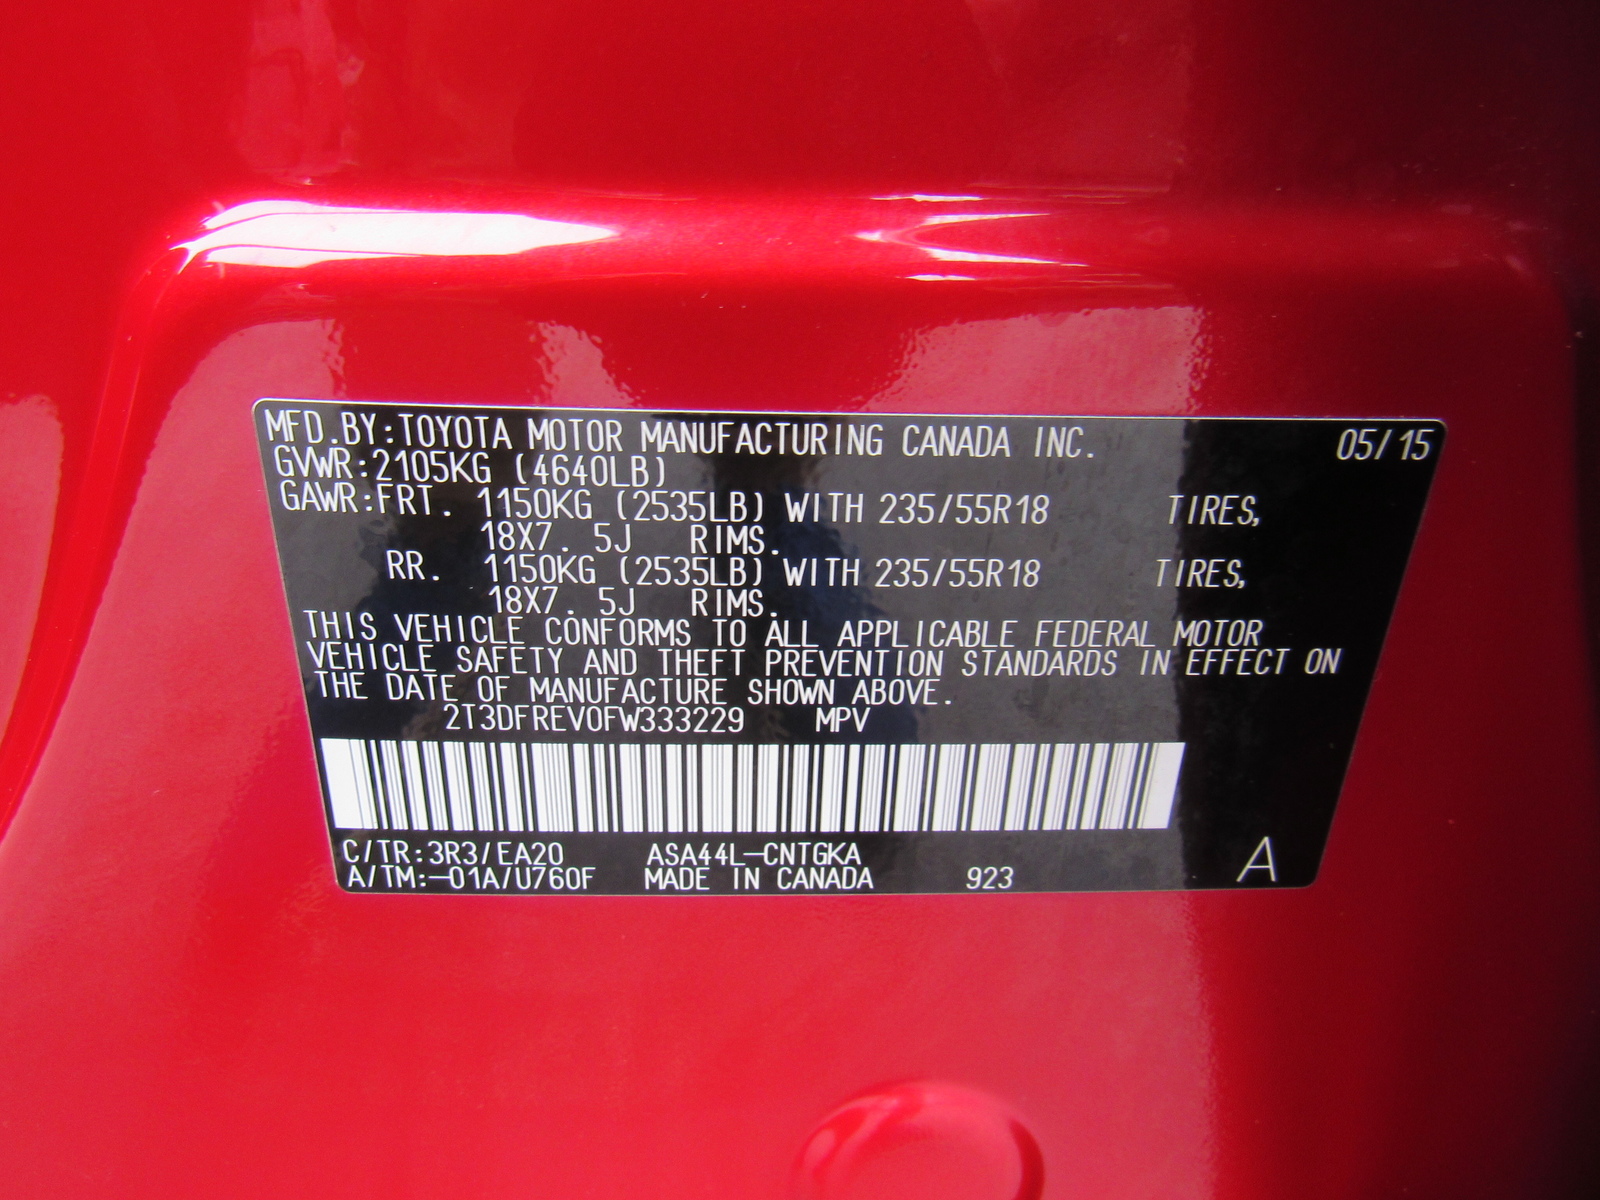 MFD.BY:TOYOTA MOTOR MANUFACTURING CANADA INC. 05/15
GVWR:2105KG (4640LB)
GAWR:FRT. 1150KG (2535LB) WITH 235/55R18 TIRES,
18X7.5J RIMS.
RR. 1150KG (2535LB) WITH 235/55R18 TIRES,
18X7.5J RIMS.
THIS VEHICLE CONFORMS TO ALL APPLICABLE FEDERAL MOTOR
VEHICLE SAFETY AND THEFT PREVENTION STANDARDS IN EFFECT ON
THE DATE OF MANUFACTURE SHOWN ABOVE.
2T3DFREV0FW333229 MPV
C/TR:3R3/EA20 ASA44L-CNTGKA A
A/TM:-01A/U760F MADE IN CANADA 923